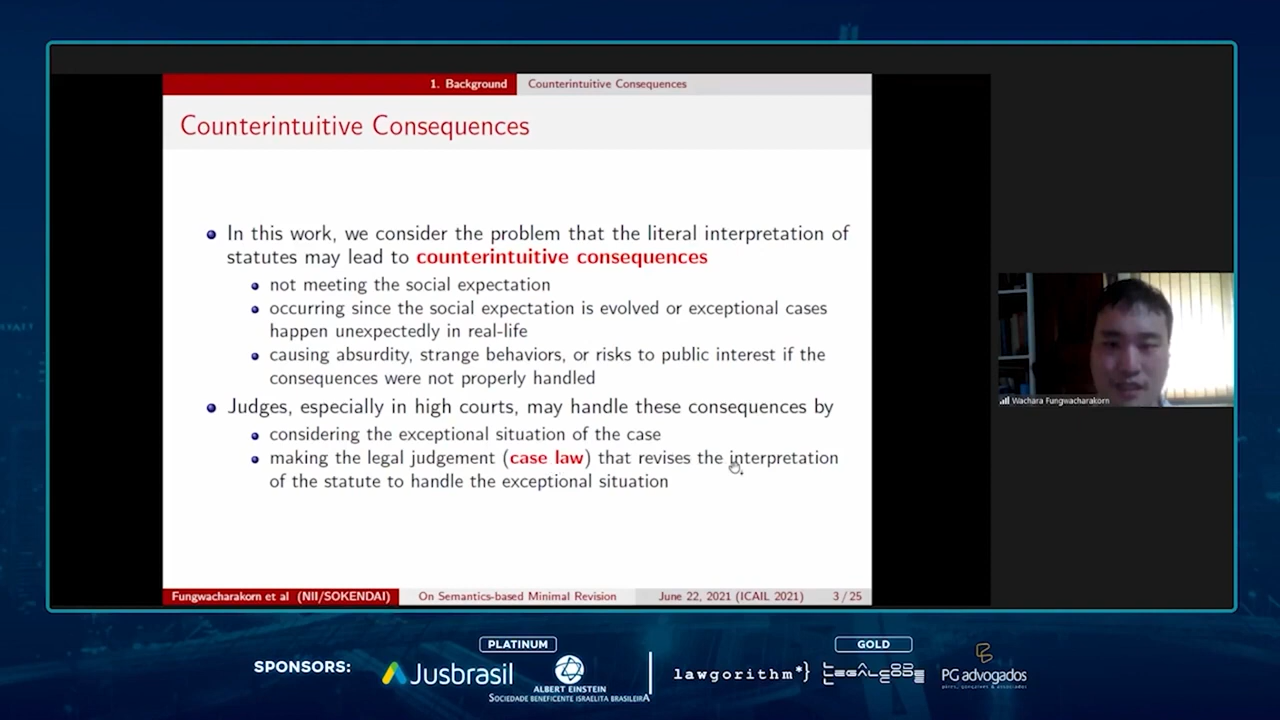 1. Background
Counterintuitive Consequences
Counterintuitive Consequences
In this work, we consider the problem that the literal interpretation of
statutes may lead to counterintuitive consequences
not meeting the social expectation
occurring since the social expectation is evolved or exceptional cases
happen unexpectedly in real-life
causing absurdity, strange behaviors, or risks to public interest if the
consequences were not properly handled
Judges, especially in high courts, may handle these consequences by
considering the exceptional situation of the case
making the legal judgement (case law) that revises the interpretation
of the statute to handle the exceptional situation
Wachara Fungwacharakorn
Fungwacharakorn et al (NII/SOKENDAI)
On Semantics-based Minimal Revision
June 22, 2021 (ICAIL 2021)
3 / 25
SPONSORS:
PLATINUM
Jusbrasil
ALBERT EINSTEIN
SOCIEDADE BENEFICENTE ISRAELITA BRASILEIRA
GOLD
lawgorithm*}
LEGALCODE
PG advogados